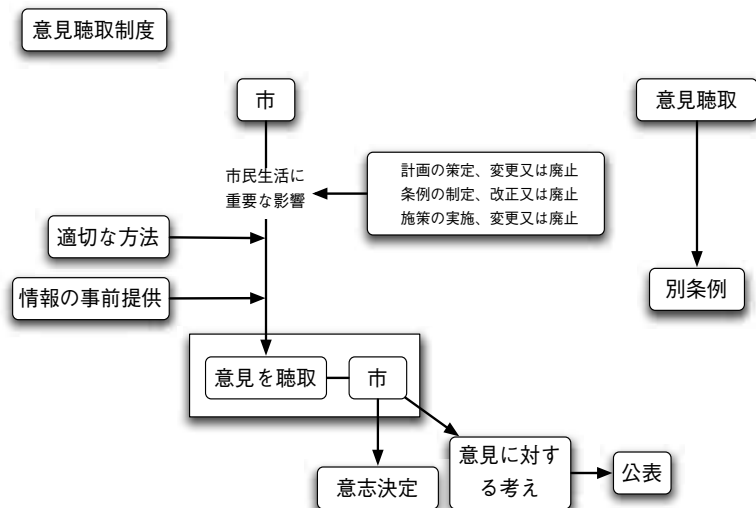 意見聴取制度
市
意見聴取
市民生活に
重要な影響
計画の策定、変更又は廃止
条例の制定、改正又は廃止
施策の実施、変更又は廃止
適切な方法
情報の事前提供
別条例
意見を聴取
市
意志決定
意見に対す
る考え
公表